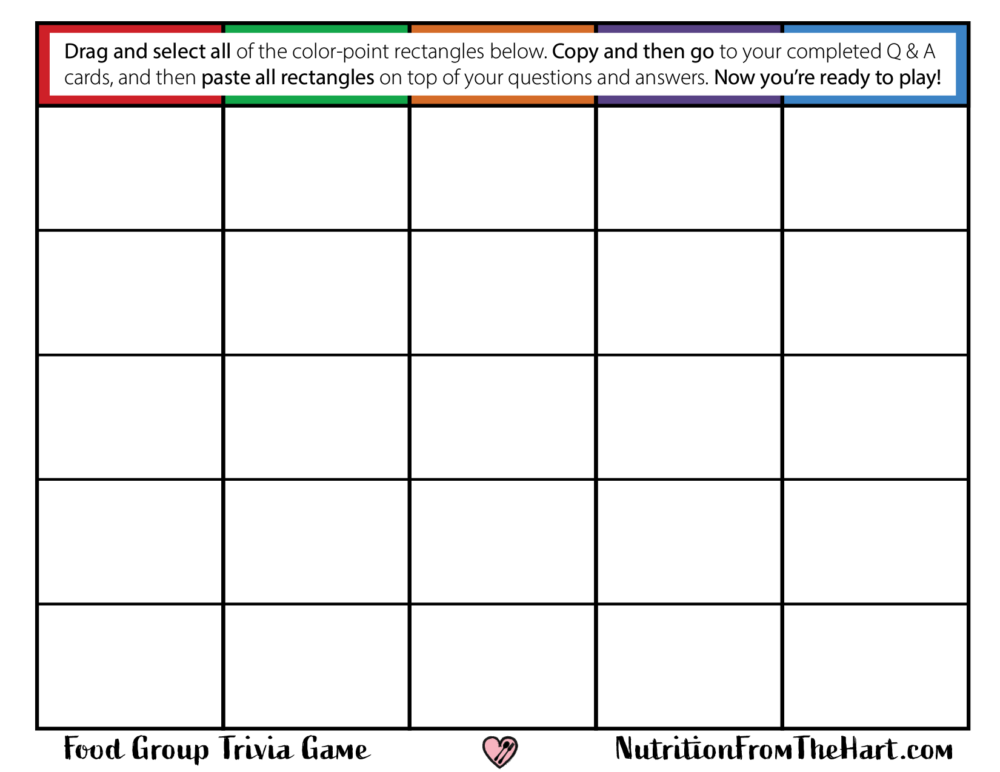 Drag and select all of the color-point rectangles below. Copy and then go to your completed Q & A
cards, and then paste all rectangles on top of your questions and answers. Now you’re ready to play!
Food Group Trivia Game
NutritionFromTheHart.com